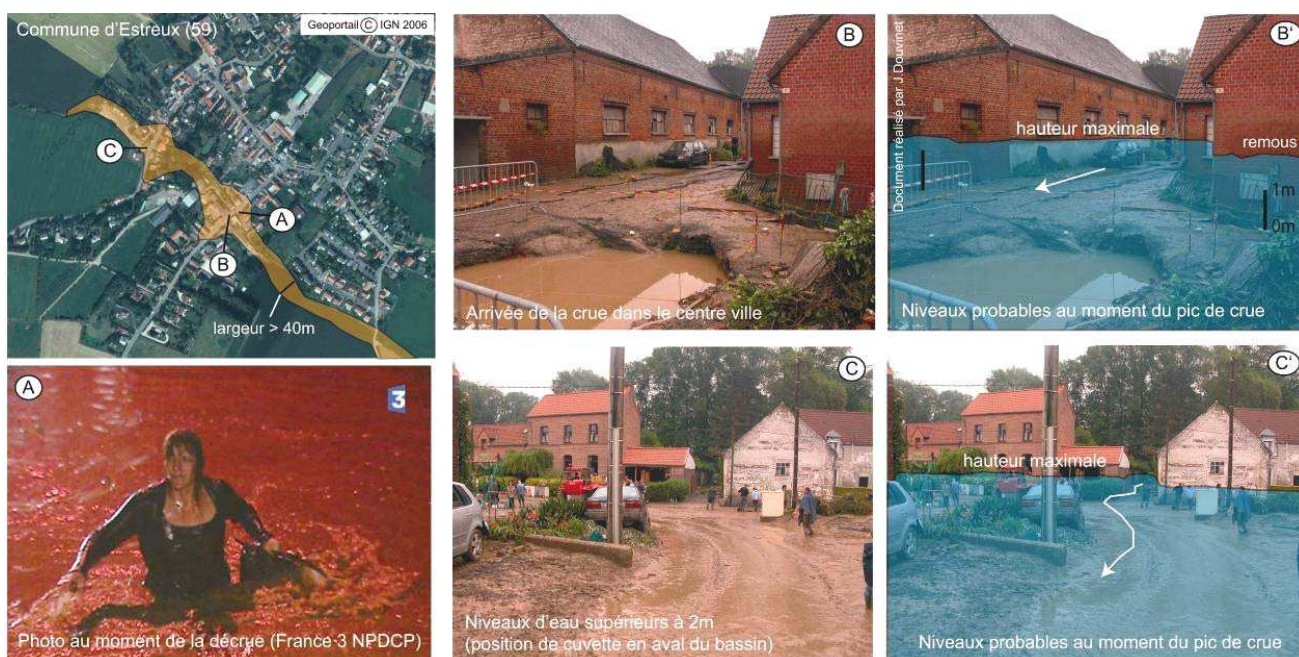 Commune d'Estreux (59)
Geoportail © IGN 2006
C
A
B
largeur > 40m
B
Arrivée de la crue dans le centre ville
B'
Document réalisé par J.Douvinet
hauteur maximale
remous
1m
0m
Niveaux probables au moment du pic de crue
A
3
Photo au moment de la décrue (France-3 NPDCP)
C
Niveaux d'eau supérieurs à 2m
(position de cuvette en aval du bassin)
C'
hauteur maximale
Niveaux probables au moment du pic de crue